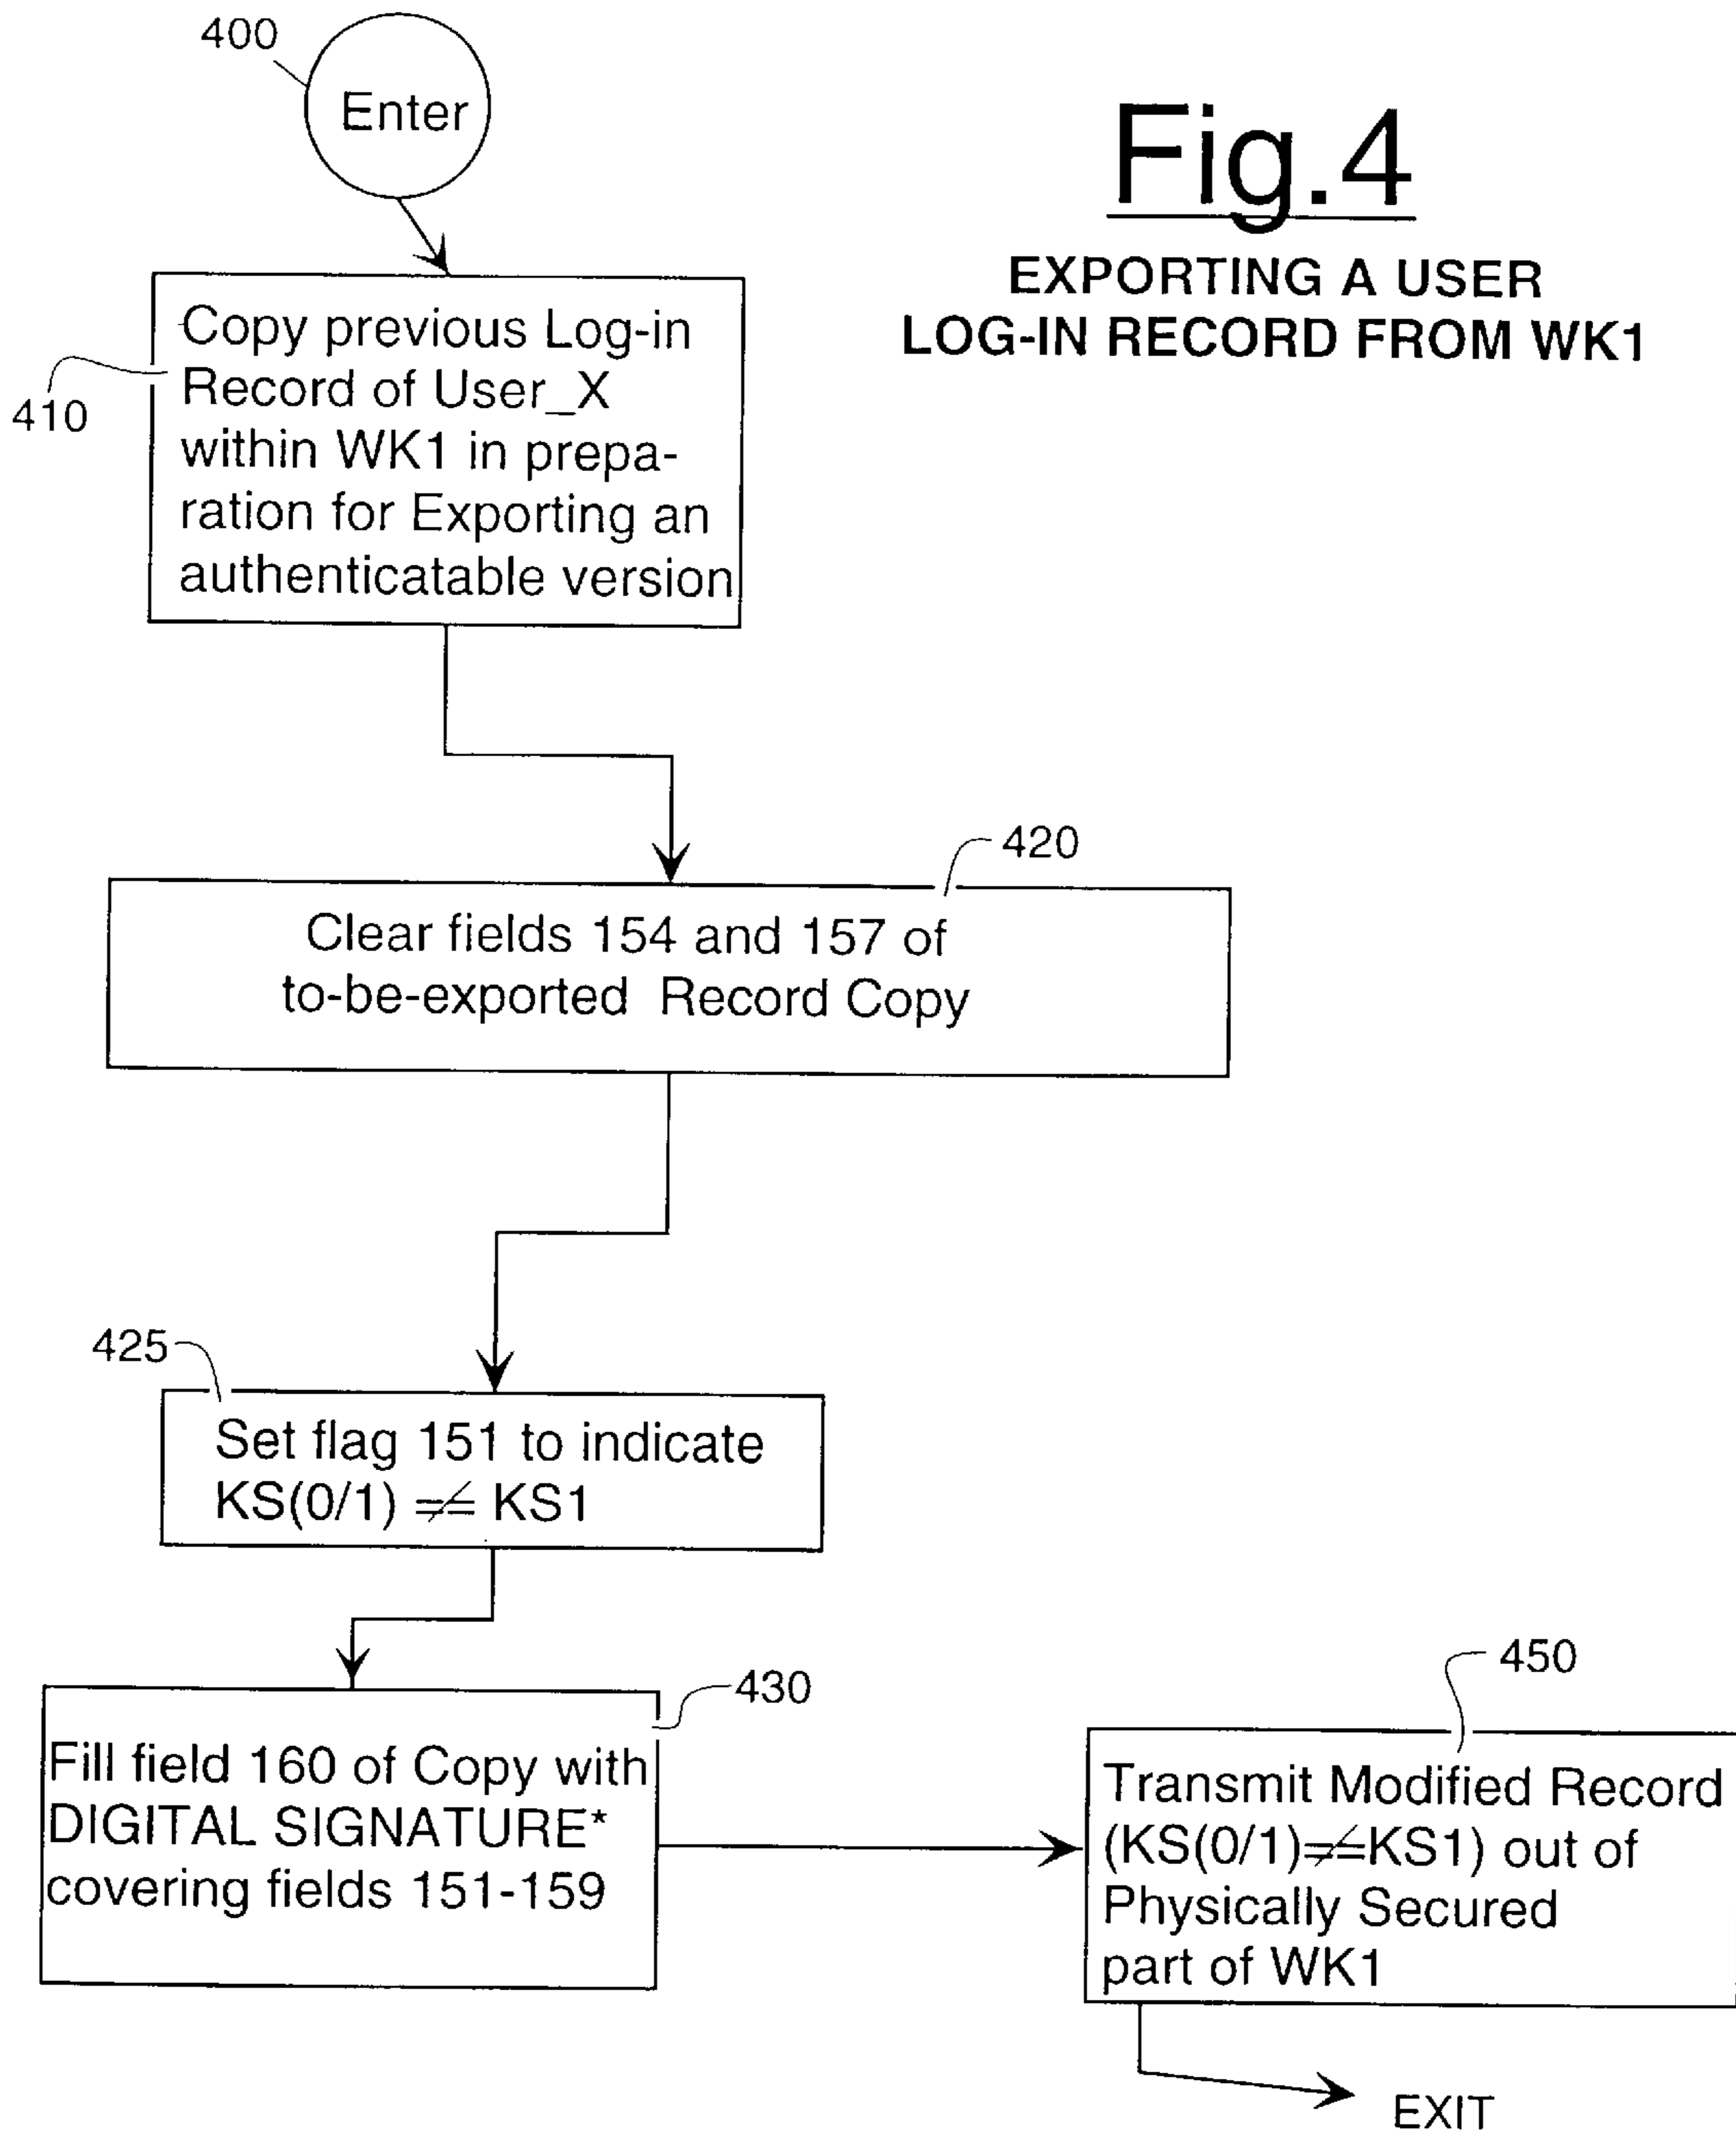 400
Enter
Fig.4
EXPORTING A USER
LOG-IN RECORD FROM WK1
410
Copy previous Log-in
Record of User_X
within WK1 in prepa-
ration for Exporting an
authenticatable version
420
Clear fields 154 and 157 of
to-be-exported Record Copy
425
Set flag 151 to indicate
KS(0/1) ≠ KS1
430
Fill field 160 of Copy with
DIGITAL SIGNATURE*
covering fields 151-159
450
Transmit Modified Record
(KS(0/1)≠KS1) out of
Physically Secured
part of WK1
EXIT